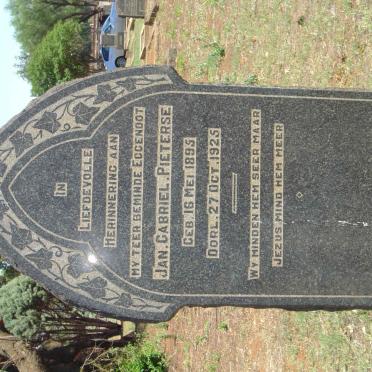 IN
LIEFDEVOLLE
HERINNERING AAN
MY TEER BEMINDE EGGENOOT
JAN. GABRIEL. PIETERSE
GEB. 16 MEI 1895
OORL. 27 OCT. 1925
WY MINDEN HEM SEER MAAR
JEZUS MIND HEM MEER